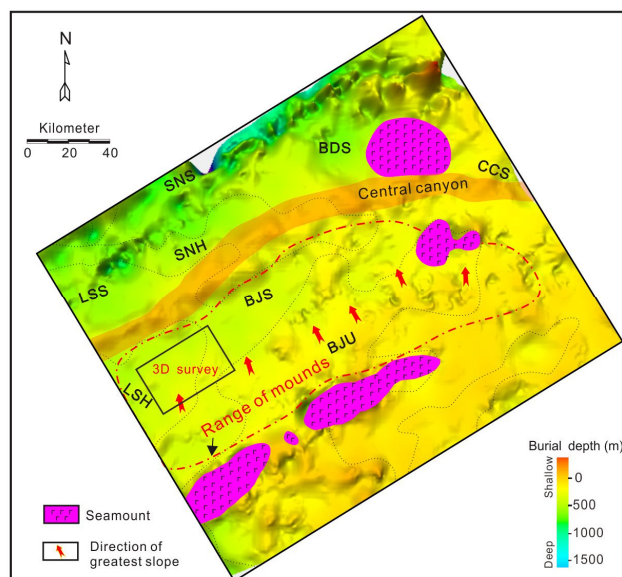 N
Kilometer
0 20 40
SNS
BDS
CCS
Central canyon
SNH
LSS
BJS
BJU
3D survey
LSH
Range of mounds
Seamount
Direction of
greatest slope
Burial depth (m)
Shallow
Deep
0
500
1000
1500